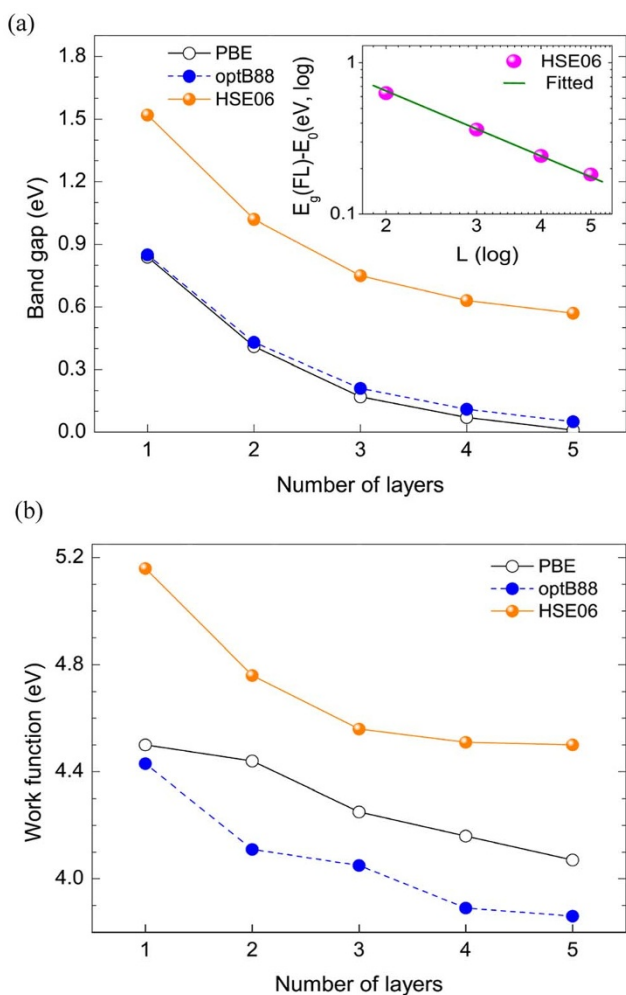 (a)
1.8
1.5
1.2
0.9
0.6
0.3
0.0
Band gap (eV)
PBE
optB88
HSE06
1
0.1
E_g(FL)-E_0(eV, log)
HSE06
Fitted
2 3 4 5
L (log)
1 2 3 4 5
Number of layers
(b)
5.2
4.8
4.4
4.0
Work function (eV)
PBE
optB88
HSE06
1 2 3 4 5
Number of layers